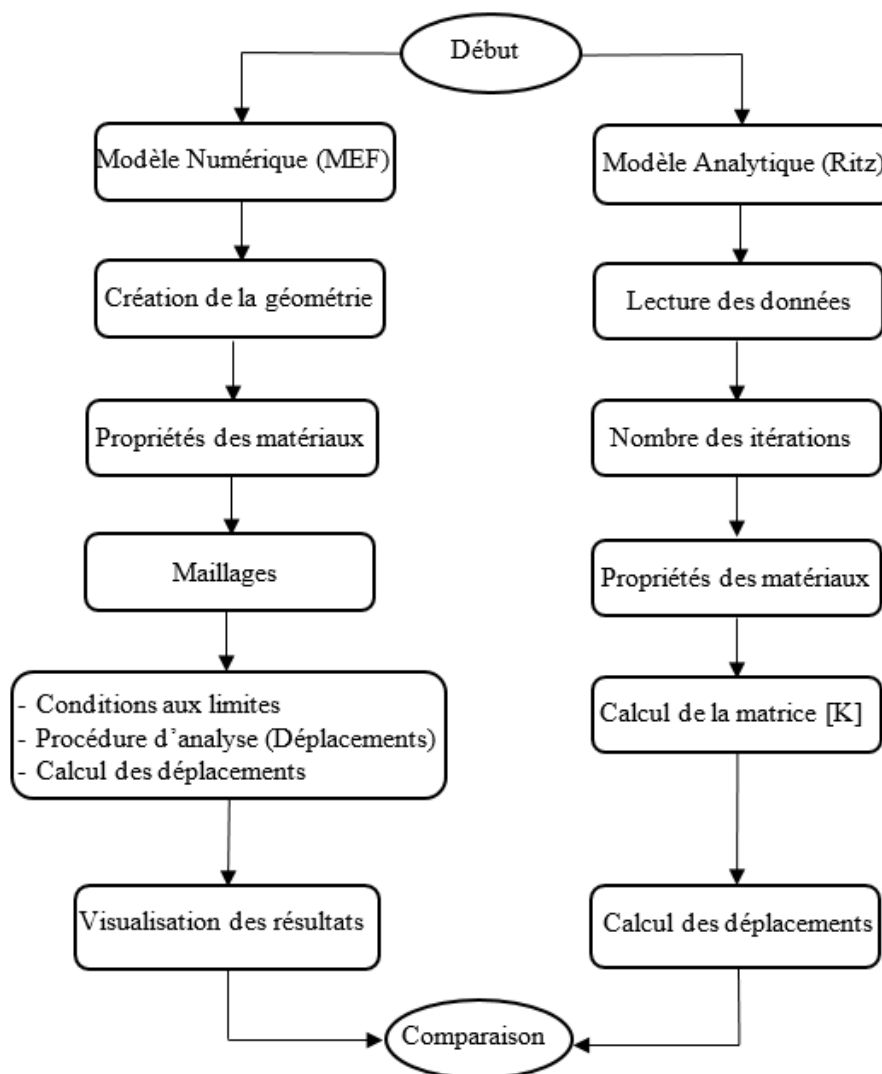 Début
Modèle Numérique (MEF)
Création de la géométrie
Propriétés des matériaux
Maillages
- Conditions aux limites
- Procédure d’analyse (Déplacements)
- Calcul des déplacements
Visualisation des résultats
Modèle Analytique (Ritz)
Lecture des données
Nombre des itérations
Propriétés des matériaux
Calcul de la matrice [K]
Calcul des déplacements
Comparaison